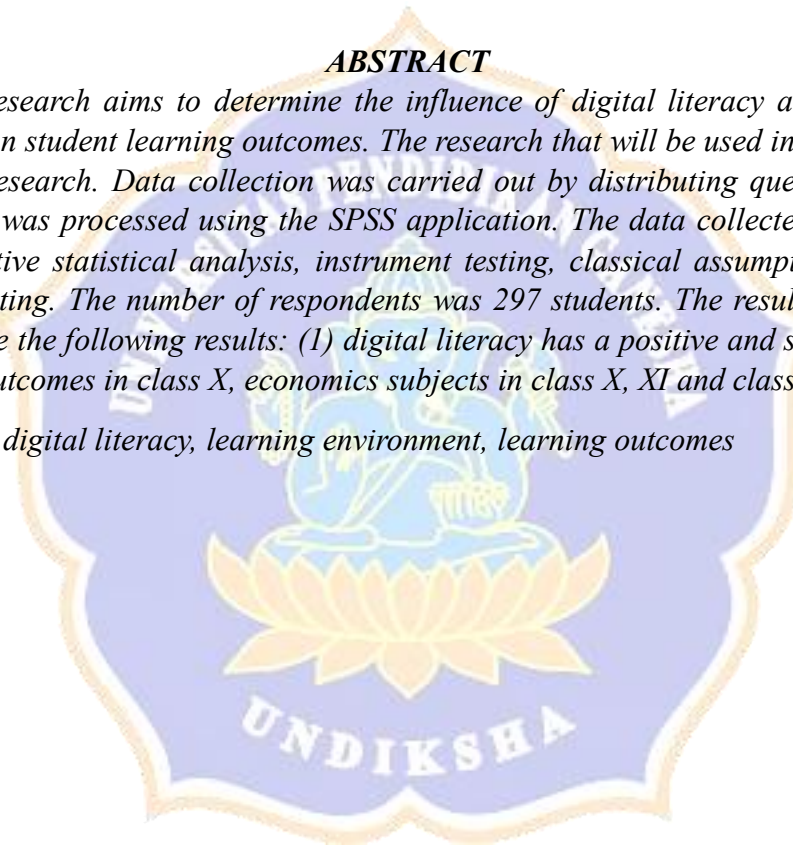 ABSTRACT
esearch aims to determine the influence of digital literacy a
n student learning outcomes. The research that will be used in
esearch. Data collection was carried out by distributing que
was processed using the SPSS application. The data collecte
tive statistical analysis, instrument testing, classical assumpt
ting. The number of respondents was 297 students. The resul
e the following results: (1) digital literacy has a positive and s
utcomes in class X, economics subjects in class X, XI and class
digital literacy, learning environment, learning outcomes
UNIVERSITAS PENDIDIKAN GANESHA
UNDIKSHA